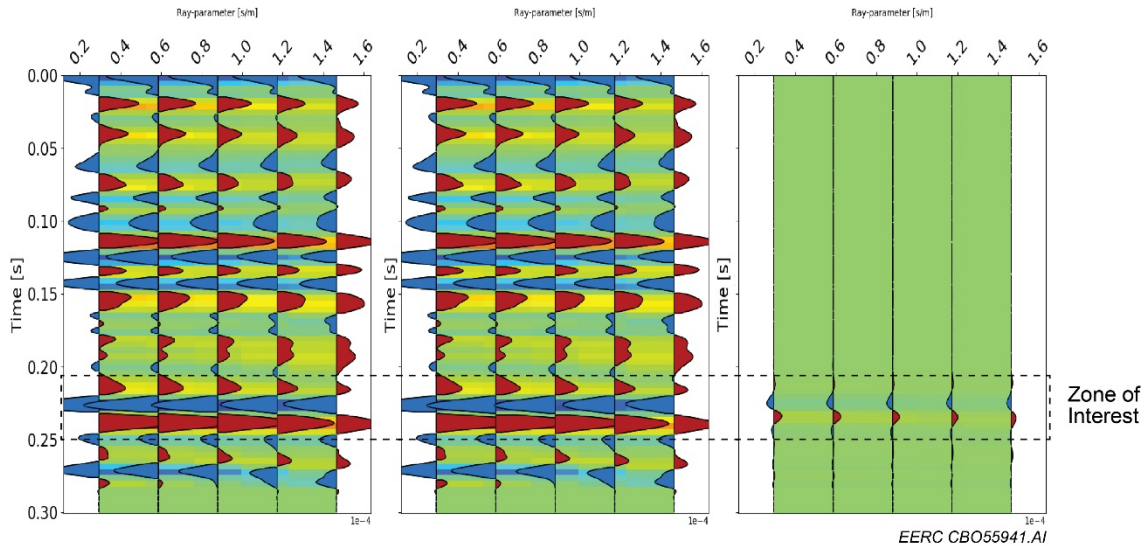 Ray-parameter [s/m] Ray-parameter [s/m] Ray-parameter [s/m]
0.2 0.4 0.6 0.8 1.0 1.2 1.4 1.6 0.2 0.4 0.6 0.8 1.0 1.2 1.4 1.6 0.2 0.4 0.6 0.8 1.0 1.2 1.4 1.6
0.00
0.05
0.10
0.15
0.20
0.25
0.30
Time [s] Time [s] Time [s]
Zone of
Interest
1e-4 1e-4 1e-4
EERC CBO55941.AI